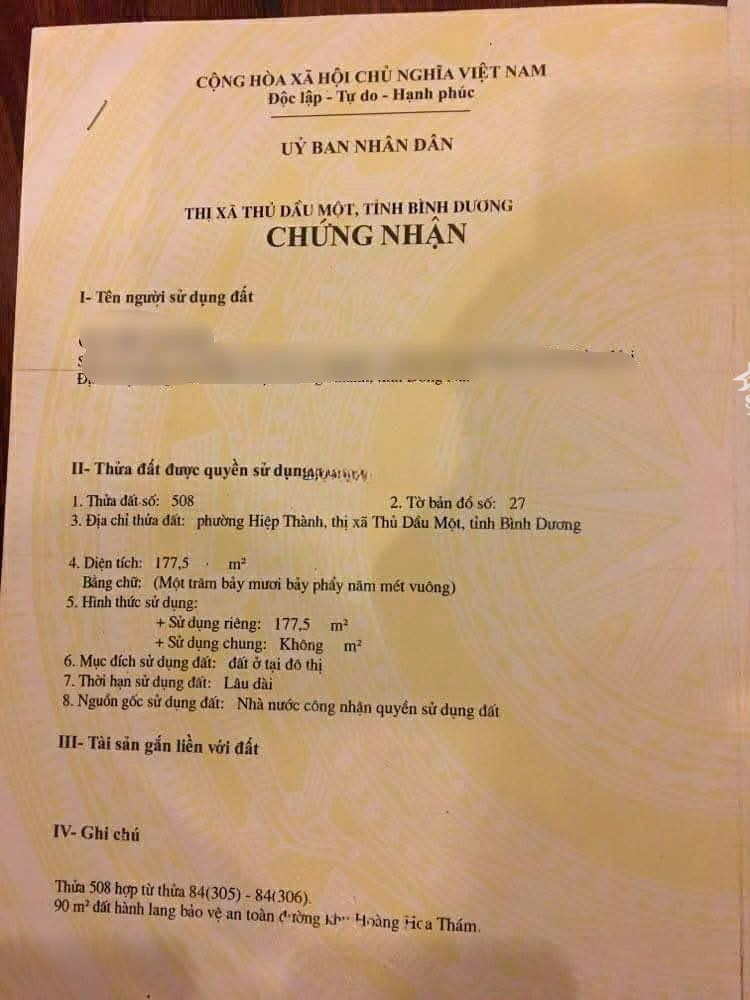 CỘNG HÒA XÃ HỘI CHỦ NGHĨA VIỆT NAM
Độc lập - Tự do - Hạnh phúc
UỶ BAN NHÂN DÂN
THỊ XÃ THỦ DẦU MỘT, TỈNH BÌNH DƯƠNG
CHỨNG NHẬN
I- Tên người sử dụng đất
II- Thửa đất được quyền sử dụng
1. Thửa đất số: 508 2. Tờ bản đồ số: 27
3. Địa chỉ thửa đất: phường Hiệp Thành, thị xã Thủ Dầu Một, tỉnh Bình Dương
4. Diện tích: 177,5 m²
Bằng chữ: (Một trăm bảy mươi bảy phẩy năm mét vuông)
5. Hình thức sử dụng:
+ Sử dụng riêng: 177,5 m²
+ Sử dụng chung: Không m²
6. Mục đích sử dụng đất: đất ở tại đô thị
7. Thời hạn sử dụng đất: Lâu dài
8. Nguồn gốc sử dụng đất: Nhà nước công nhận quyền sử dụng đất
III- Tài sản gắn liền với đất
IV- Ghi chú
Thửa 508 hợp từ thửa 84(305) - 84(306).
90 m² đất hành lang bảo vệ an toàn đường Hoàng Hoa Thám.